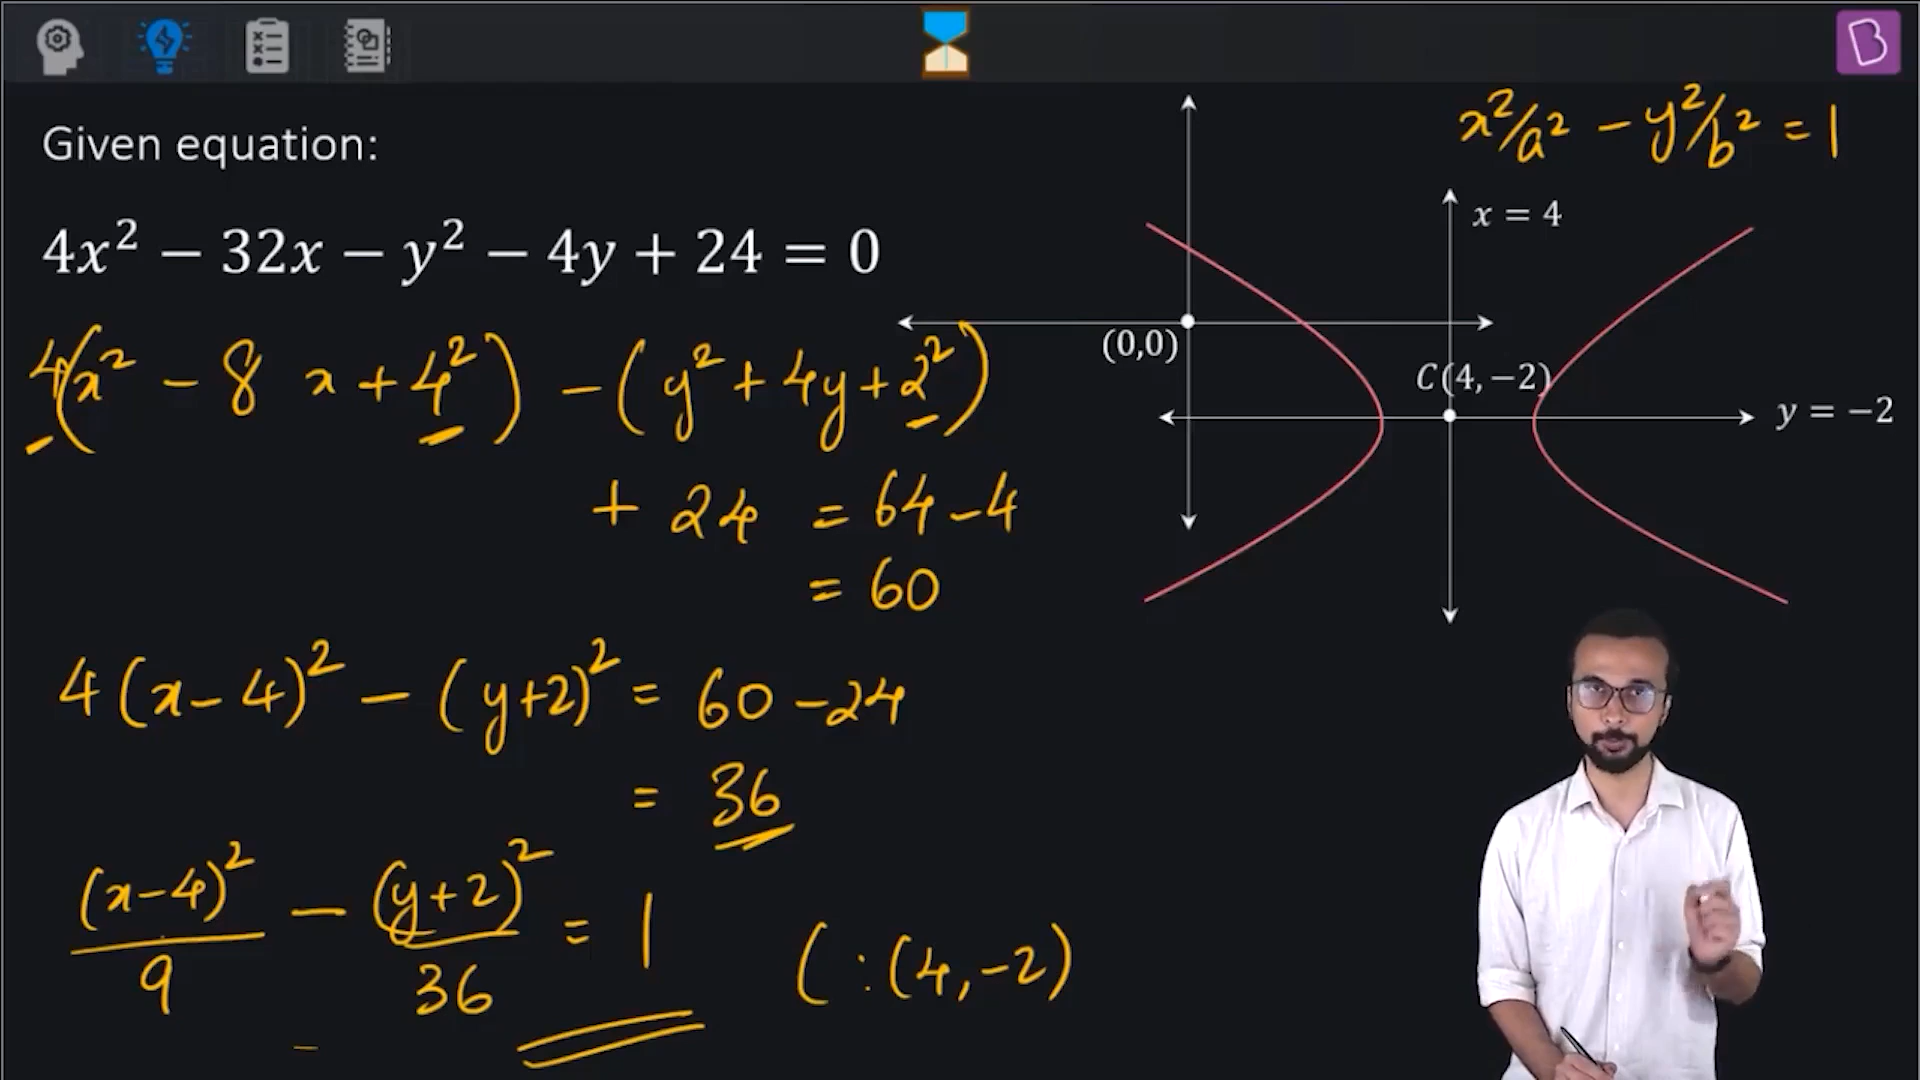 B
Given equation:
4x² − 32x − y² − 4y + 24 = 0
4(x² − 8 x + 4²) − (y² + 4y + 2²)
+ 24 = 64 − 4
= 60
4(x − 4)² − (y+2)² = 60 − 24
= 36
(x−4)²/9 − (y+2)²/36 = 1
C : (4, −2)
x²/a² − y²/b² = 1
x = 4
(0,0)
C(4, −2)
y = −2